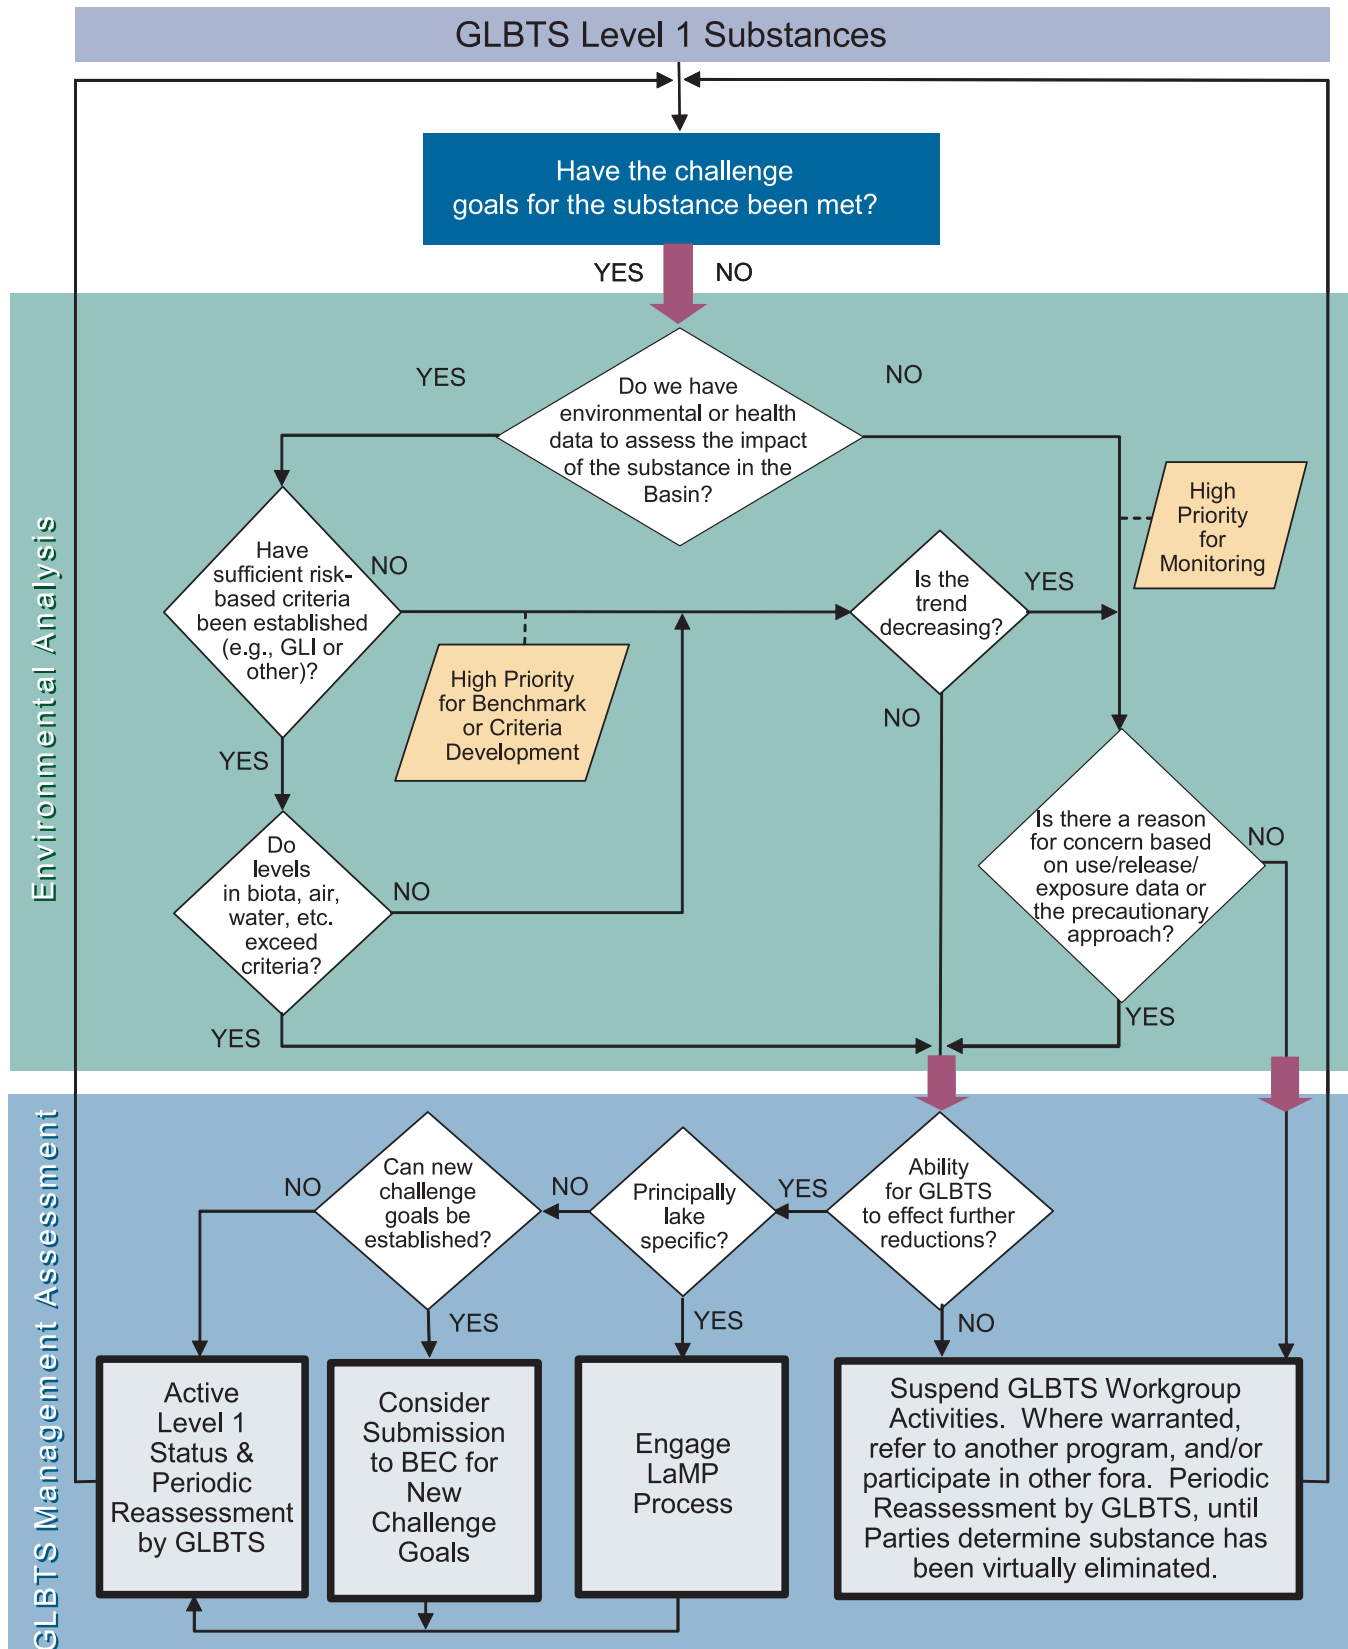 GLBTS Level 1 Substances
Have the challenge
goals for the substance been met?
YES
NO
Environmental Analysis
YES
NO
Do we have
environmental or health
data to assess the impact
of the substance in the
Basin?
High
Priority
for
Monitoring
Have
sufficient risk-
based criteria
been established
(e.g., GLI or
other)?
NO
Is the
trend
decreasing?
YES
High Priority
for Benchmark
or Criteria
Development
NO
YES
Is there a reason
for concern based
on use/release/
exposure data or
the precautionary
approach?
NO
Do
levels
in biota, air,
water, etc.
exceed
criteria?
NO
YES
YES
GLBTS Management Assessment
NO
Can new
challenge
goals be
established?
NO
Principally
lake
specific?
YES
Ability
for GLBTS
to effect further
reductions?
YES
YES
NO
Active
Level 1
Status &
Periodic
Reassessment
by GLBTS
Consider
Submission
to BEC for
New
Challenge
Goals
Engage
LaMP
Process
Suspend GLBTS Workgroup
Activities.  Where warranted,
refer to another program, and/or
participate in other fora.  Periodic
Reassessment by GLBTS, until
Parties determine substance has
been virtually eliminated.